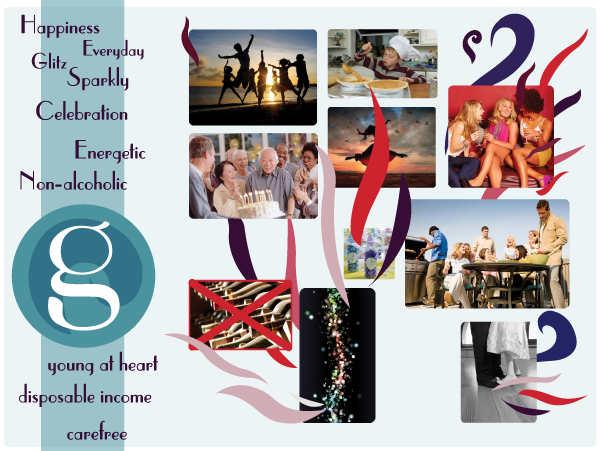 Happiness
Everyday
Glitz
Sparkly
Celebration
Energetic
Non-alcoholic
g
young at heart
disposable income
carefree